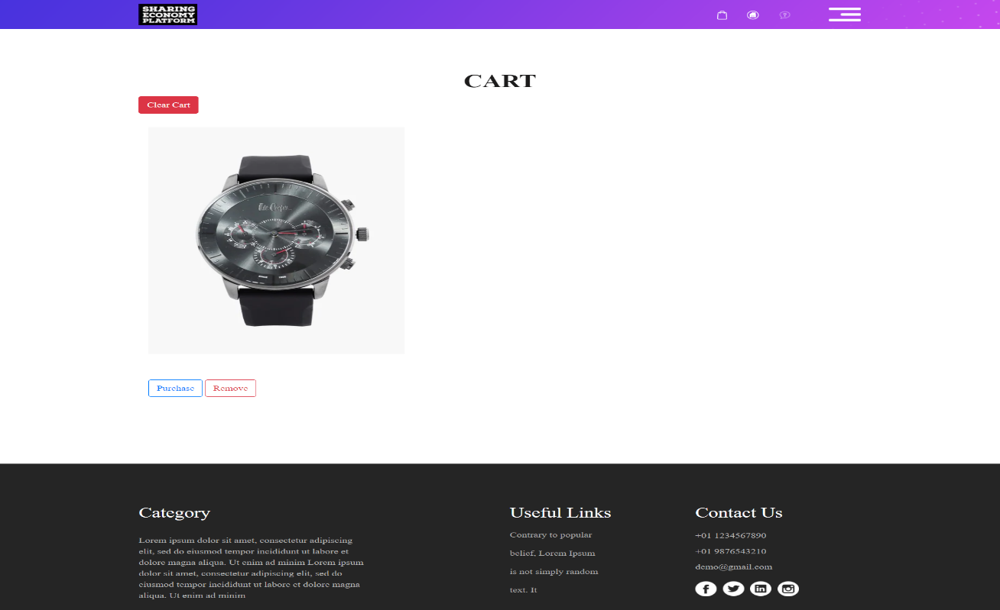 SHARING
ECONOMY
PLATFORM
CART
Clear Cart
Lee Cooper
Purchase
Remove
Category
Lorem ipsum dolor sit amet, consectetur adipiscing
elit, sed do eiusmod tempor incididunt ut labore et
dolore magna aliqua. Ut enim ad minim Lorem ipsum
dolor sit amet, consectetur adipiscing elit, sed do
eiusmod tempor incididunt ut labore et dolore magna
aliqua. Ut enim ad minim
Useful Links
Contrary to popular
belief, Lorem Ipsum
is not simply random
text. It
Contact Us
+01 1234567890
+01 9876543210
demo@gmail.com